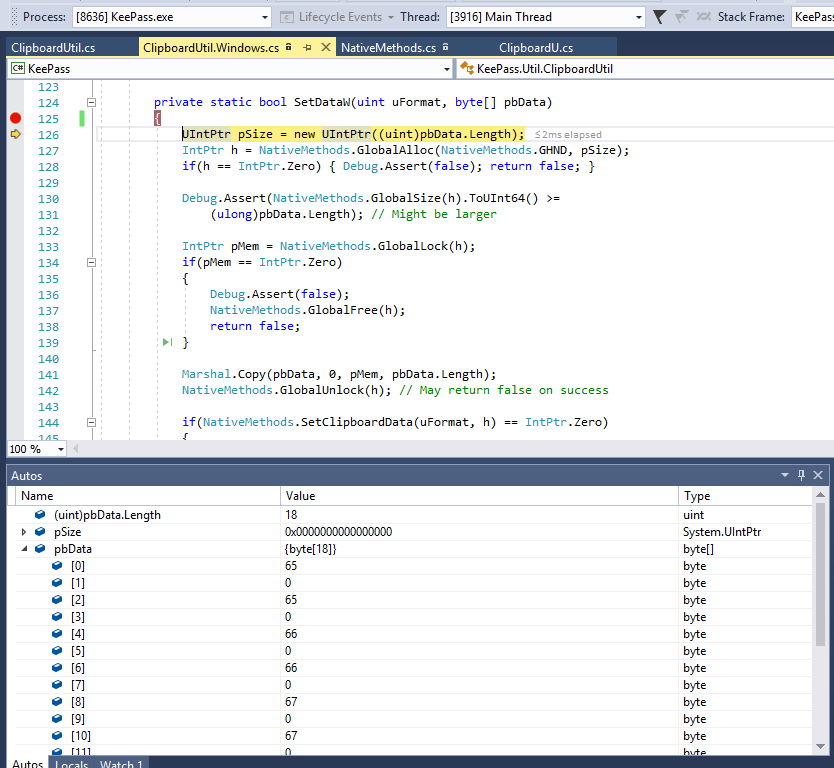 Process: [8636] KeePass.exe Lifecycle Events Thread: [3916] Main Thread Stack Frame: KeePass
ClipboardUtil.cs ClipboardUtil.Windows.cs NativeMethods.cs ClipboardU.cs
C# KeePass KeePass.Util.ClipboardUtil
123
124 private static bool SetDataW(uint uFormat, byte[] pbData)
125 {
126 UIntPtr pSize = new UIntPtr((uint)pbData.Length); ≤2ms elapsed
127 IntPtr h = NativeMethods.GlobalAlloc(NativeMethods.GHND, pSize);
128 if(h == IntPtr.Zero) { Debug.Assert(false); return false; }
129
130 Debug.Assert(NativeMethods.GlobalSize(h).ToUInt64() >=
131 (ulong)pbData.Length); // Might be larger
132
133 IntPtr pMem = NativeMethods.GlobalLock(h);
134 if(pMem == IntPtr.Zero)
135 {
136 Debug.Assert(false);
137 NativeMethods.GlobalFree(h);
138 return false;
139 }
140
141 Marshal.Copy(pbData, 0, pMem, pbData.Length);
142 NativeMethods.GlobalUnlock(h); // May return false on success
143
144 if(NativeMethods.SetClipboardData(uFormat, h) == IntPtr.Zero)
145 {
100 %
Autos
Name Value Type
(uint)pbData.Length 18 uint
pSize 0x0000000000000000 System.UIntPtr
pbData {byte[18]} byte[]
[0] 65 byte
[1] 0 byte
[2] 65 byte
[3] 0 byte
[4] 66 byte
[5] 0 byte
[6] 66 byte
[7] 0 byte
[8] 67 byte
[9] 0 byte
[10] 67 byte
[11] 0 byte
Autos Locals Watch 1